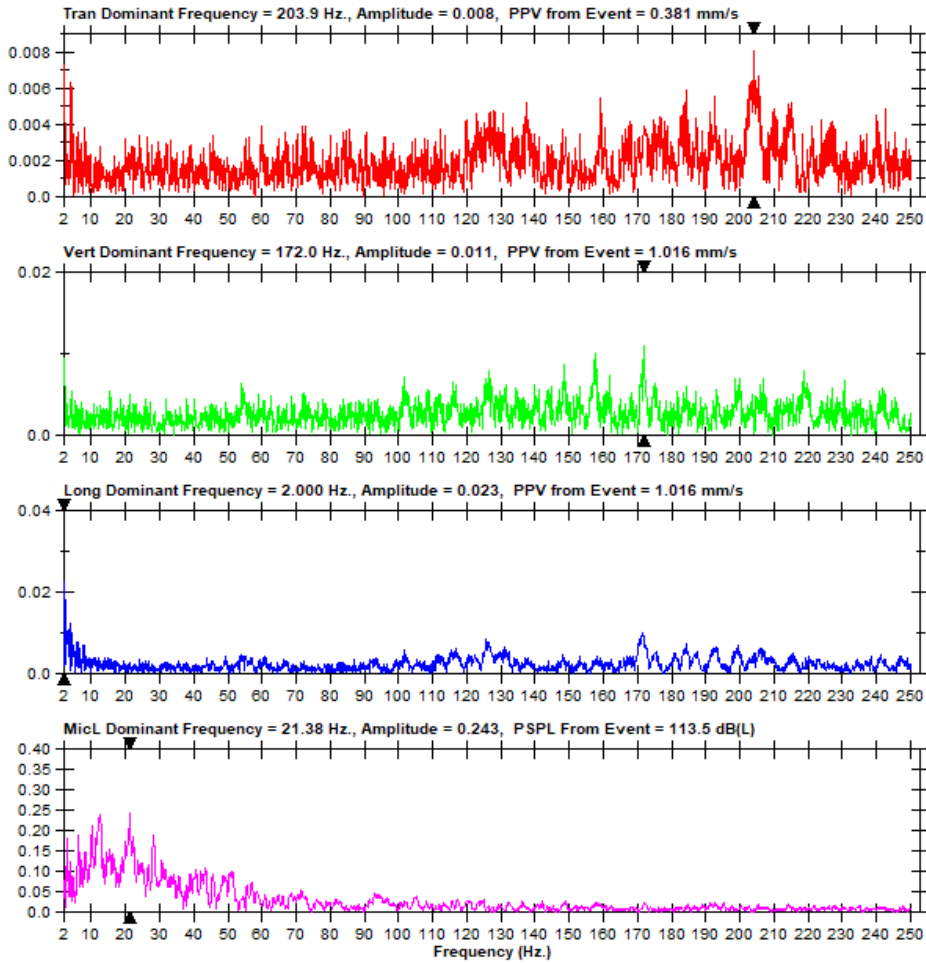 Tran Dominant Frequency = 203.9 Hz., Amplitude = 0.008, PPV from Event = 0.381 mm/s
0.008
0.006
0.004
0.002
0.0
2 10 20 30 40 50 60 70 80 90 100 110 120 130 140 150 160 170 180 190 200 210 220 230 240 250
Vert Dominant Frequency = 172.0 Hz., Amplitude = 0.011, PPV from Event = 1.016 mm/s
0.02
0.0
2 10 20 30 40 50 60 70 80 90 100 110 120 130 140 150 160 170 180 190 200 210 220 230 240 250
Long Dominant Frequency = 2.000 Hz., Amplitude = 0.023, PPV from Event = 1.016 mm/s
0.04
0.02
0.0
2 10 20 30 40 50 60 70 80 90 100 110 120 130 140 150 160 170 180 190 200 210 220 230 240 250
MicL Dominant Frequency = 21.38 Hz., Amplitude = 0.243, PSPL From Event = 113.5 dB(L)
0.40
0.35
0.30
0.25
0.20
0.15
0.10
0.05
0.0
2 10 20 30 40 50 60 70 80 90 100 110 120 130 140 150 160 170 180 190 200 210 220 230 240 250
Frequency (Hz.)